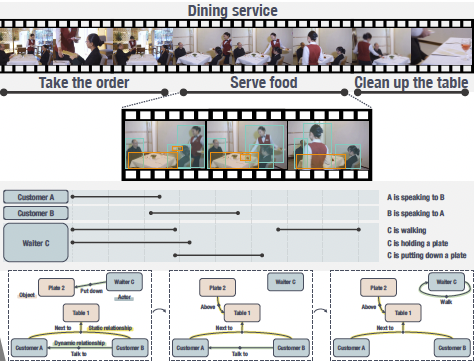 Dining service
Take the order
Serve food
Clean up the table
Customer A
A is speaking to B
Customer B
B is speaking to A
Waiter C
C is walking
C is holding a plate
C is putting down a plate
Plate 2
Waiter C
Put down
Object
Actor
Table 1
Next to
Static relationship
Dynamic relationship
Customer A
Customer B
Talk to
Plate 2
Waiter C
Above
Table 1
Next to
Customer A
Customer B
Talk to
Plate 2
Waiter C
Above
Walk
Table 1
Next to
Customer A
Customer B